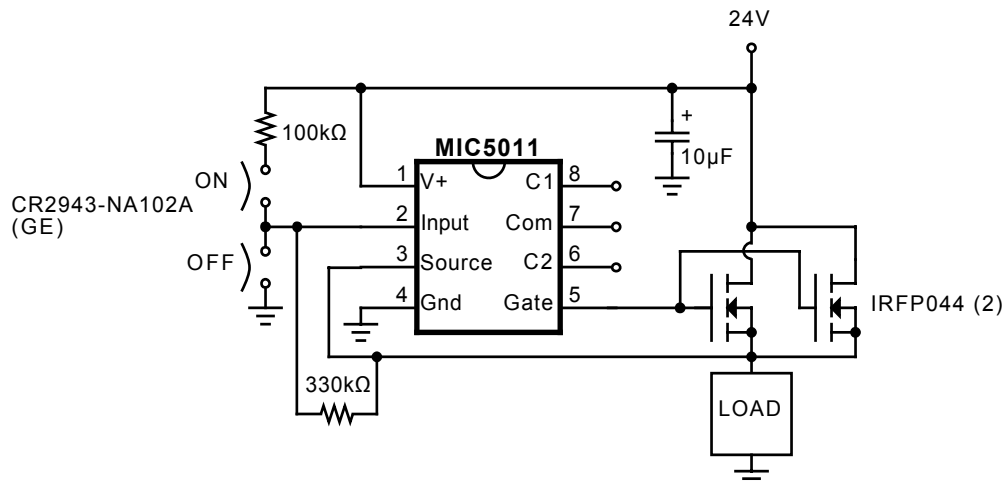 24V
100kΩ
+
10µF
MIC5011
ON
CR2943-NA102A
(GE)
OFF
1 V+ C1 8
2 Input Com 7
3 Source C2 6
4 Gnd Gate 5
IRFP044 (2)
330kΩ
LOAD